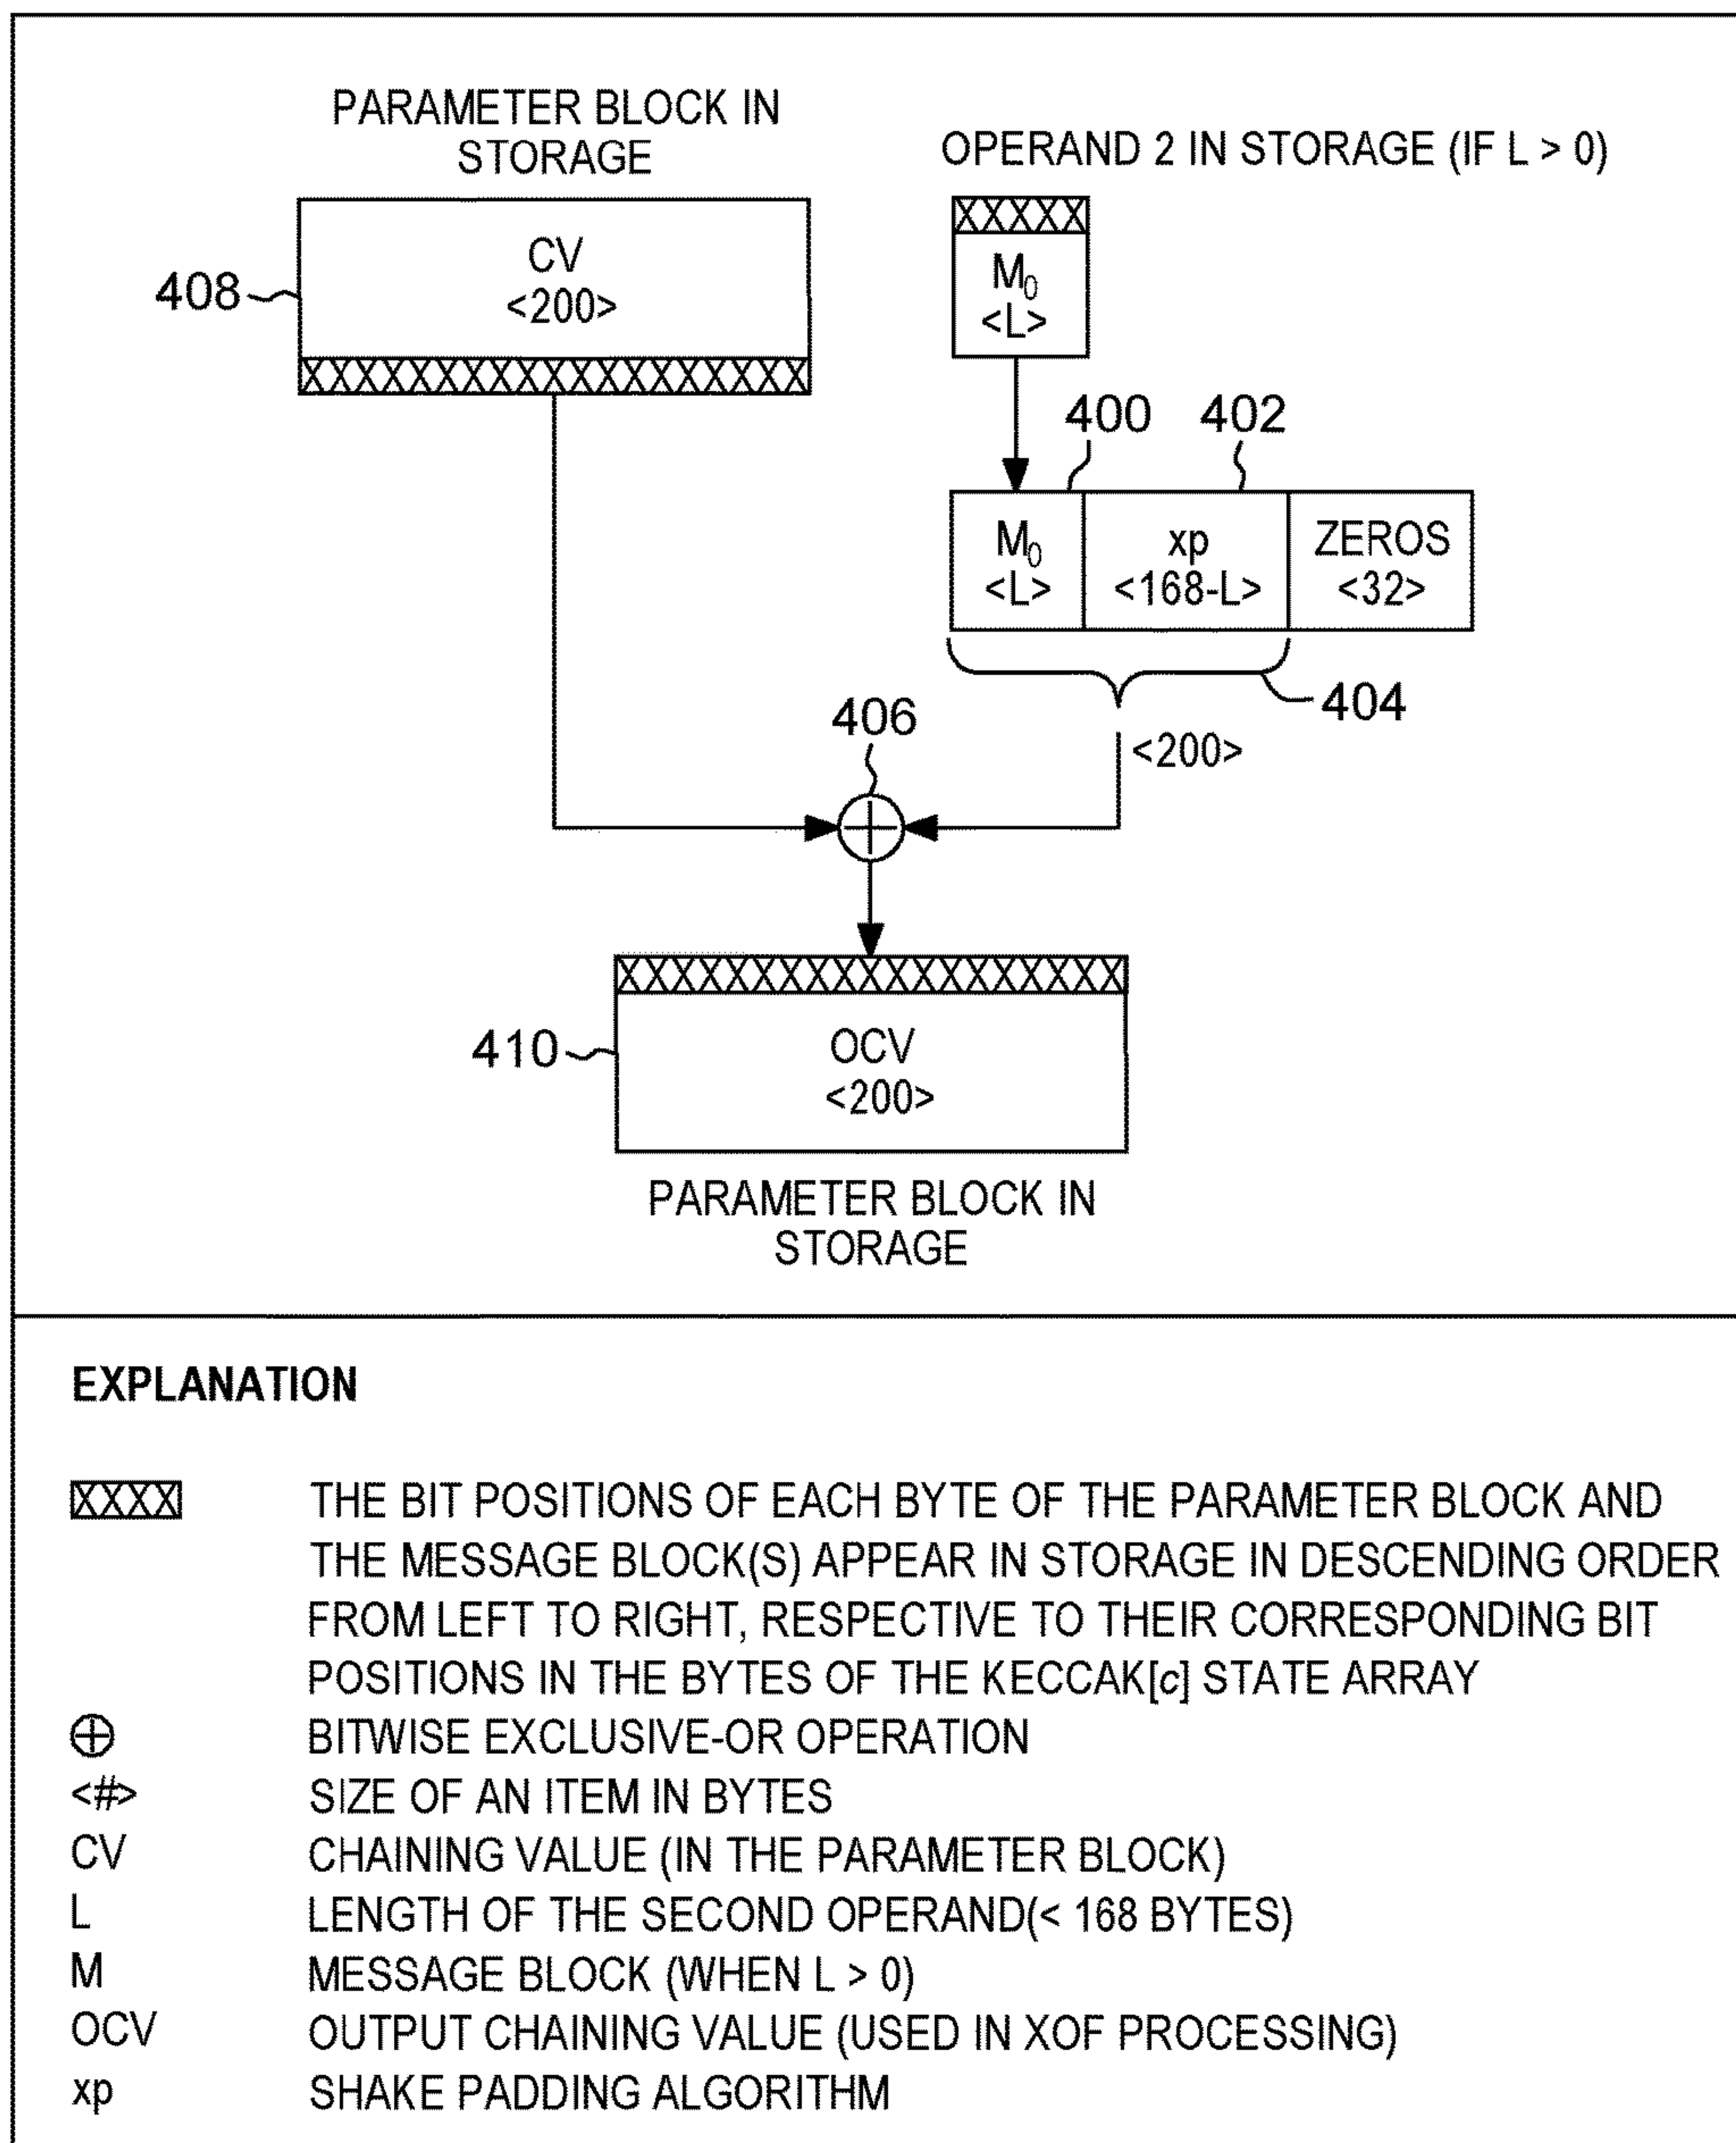 PARAMETER BLOCK IN
STORAGE
OPERAND 2 IN STORAGE (IF L > 0)
CV
<200>
408
M₀
<L>
400
402
M₀
<L>
xp
<168-L>
ZEROS
<32>
404
<200>
406
410
OCV
<200>
PARAMETER BLOCK IN
STORAGE
EXPLANATION
THE BIT POSITIONS OF EACH BYTE OF THE PARAMETER BLOCK AND
THE MESSAGE BLOCK(S) APPEAR IN STORAGE IN DESCENDING ORDER
FROM LEFT TO RIGHT, RESPECTIVE TO THEIR CORRESPONDING BIT
POSITIONS IN THE BYTES OF THE KECCAK[c] STATE ARRAY
⊕ BITWISE EXCLUSIVE-OR OPERATION
<#> SIZE OF AN ITEM IN BYTES
CV CHAINING VALUE (IN THE PARAMETER BLOCK)
L LENGTH OF THE SECOND OPERAND(< 168 BYTES)
M MESSAGE BLOCK (WHEN L > 0)
OCV OUTPUT CHAINING VALUE (USED IN XOF PROCESSING)
xp SHAKE PADDING ALGORITHM